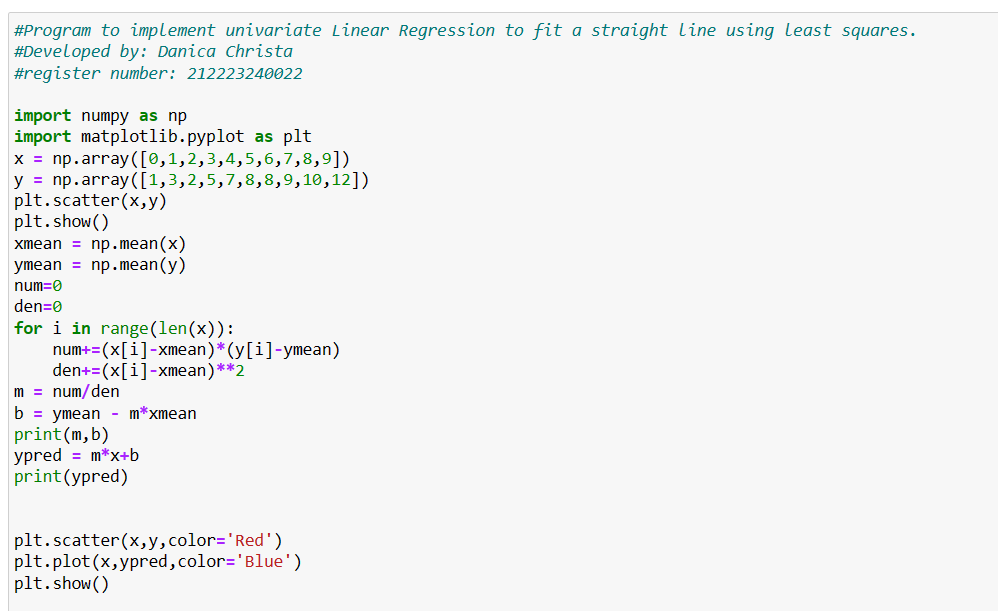 #Program to implement univariate Linear Regression to fit a straight line using least squares.
#Developed by: Danica Christa
#register number: 212223240022
import numpy as np
import matplotlib.pyplot as plt
x = np.array([0,1,2,3,4,5,6,7,8,9])
y = np.array([1,3,2,5,7,8,8,9,10,12])
plt.scatter(x,y)
plt.show()
xmean = np.mean(x)
ymean = np.mean(y)
num=0
den=0
for i in range(len(x)):
    num+=(x[i]-xmean)*(y[i]-ymean)
    den+=(x[i]-xmean)**2
m = num/den
b = ymean - m*xmean
print(m,b)
ypred = m*x+b
print(ypred)
plt.scatter(x,y,color='Red')
plt.plot(x,ypred,color='Blue')
plt.show()